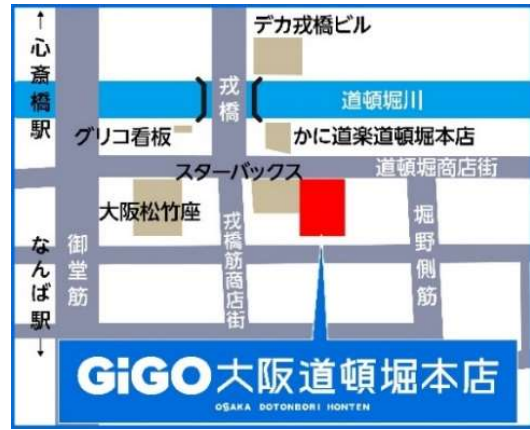 ↑心斎橋駅
デカ戎橋ビル
戎橋
道頓堀川
グリコ看板
かに道楽道頓堀本店
スターバックス
道頓堀商店街
大阪松竹座
戎橋筋商店街
堀野側筋
御堂筋
なんば駅↓
GiGO大阪道頓堀本店
OSAKA DOTONBORI HONTEN